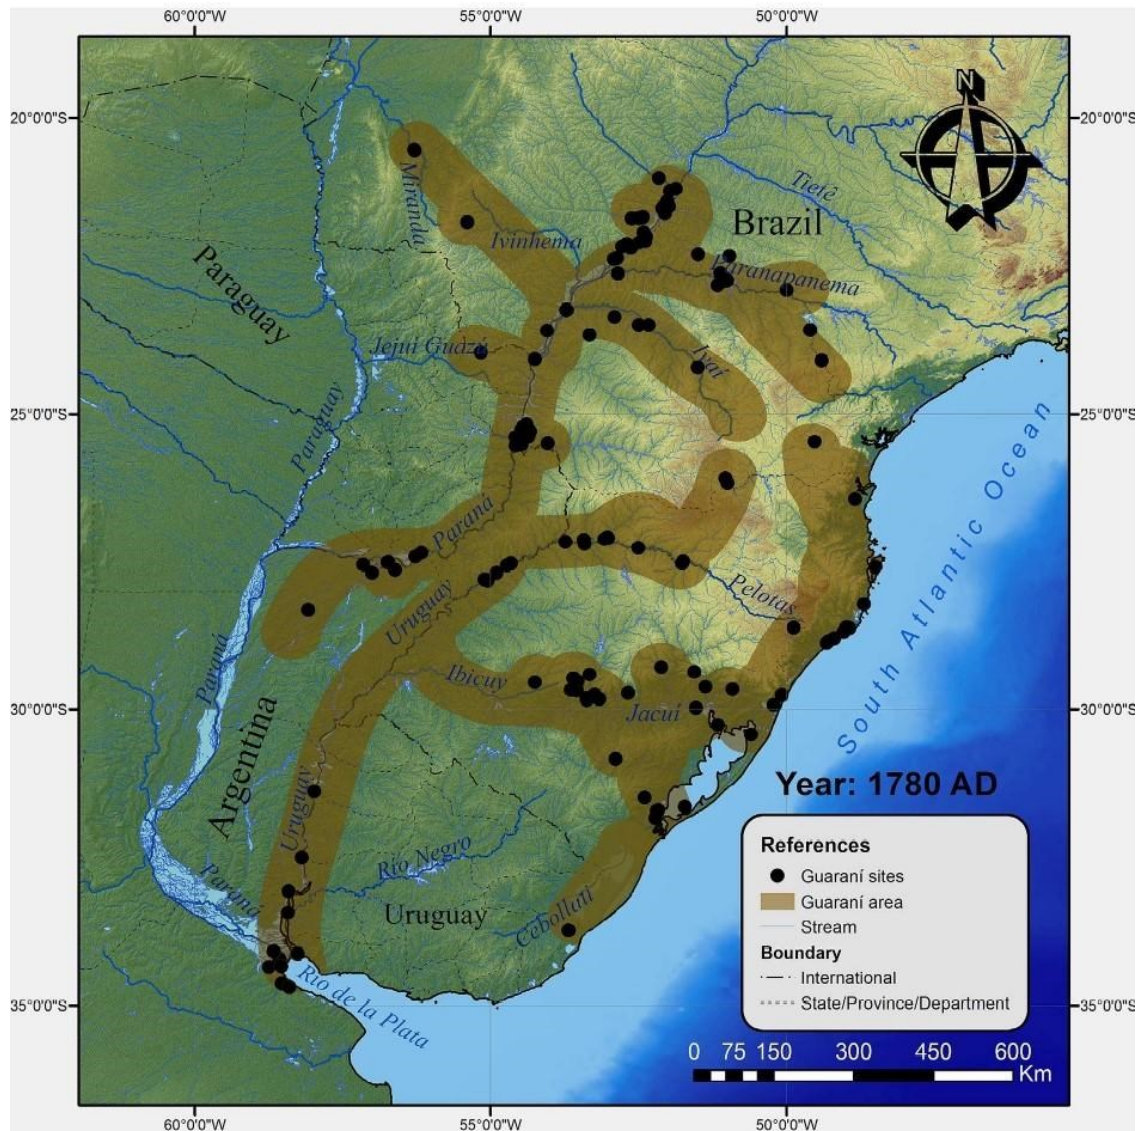 60°0'0"W
55°0'0"W
50°0'0"W
20°0'0"S
20°0'0"S
N
Miranda
Tietê
Brazil
Ivinhema
Paranapanema
Paraguay
Jejuí Guazú
Ivaí
25°0'0"S
25°0'0"S
Paraguay
Paraná
South Atlantic Ocean
Pelotas
Uruguay
Paraná
Ibicuy
Jacuí
30°0'0"S
30°0'0"S
Argentina
Uruguay
Year: 1780 AD
Rio Negro
Paraná
Uruguay
Cebollatí
References
Guaraní sites
Guaraní area
Stream
Boundary
International
State/Province/Department
Rio de la Plata
35°0'0"S
35°0'0"S
0 75 150 300 450 600
Km
60°0'0"W
55°0'0"W
50°0'0"W